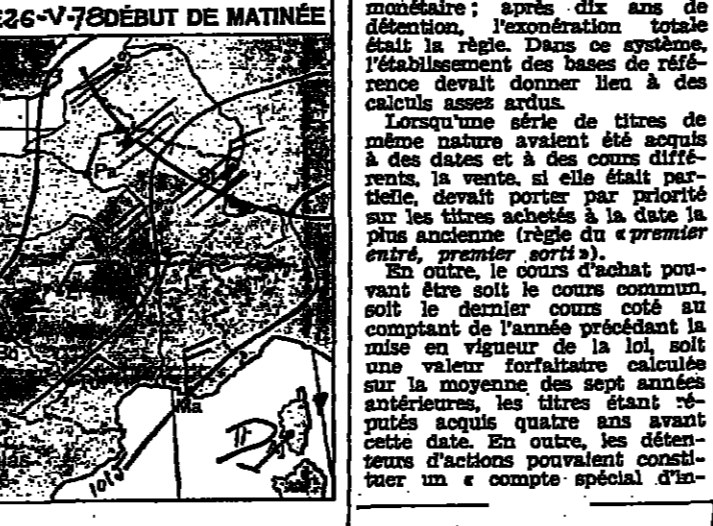 E26-V-78 DÉBUT DE MATINÉE
Pa
St
Bo
Ma
D
1015
monétaire ; après dix ans de
détention, l'exonération totale
était la règle. Dans ce système,
l'établissement des bases de réfé-
rence devait donner lieu à des
calculs assez ardus.
Lorsqu'une série de titres de
même nature avaient été acquis
à des dates et à des cours diffé-
rents, la vente, si elle était par-
tielle, devait porter par priorité
sur les titres achetés à la date la
plus ancienne (règle du « premier
entré, premier sorti »).
En outre, le cours d'achat pou-
vant être soit le cours commun,
soit le dernier cours coté au
comptant de l'année précédant la
mise en vigueur de la loi, soit
une valeur forfaitaire calculée
sur la moyenne des sept années
antérieures, les titres étant ré-
putés acquis quatre ans avant
cette date. En outre, les déten-
teurs d'actions pouvaient consti-
tuer un « compte spécial d'in-